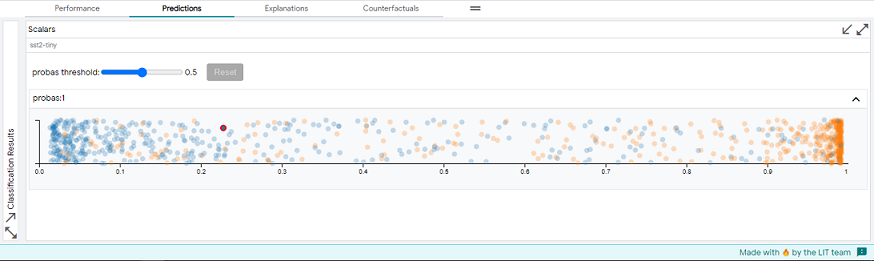 Performance Predictions Explanations Counterfactuals
Scalars
sst2-tiny
probas threshold: 0.5 Reset
probas:1
Classification Results
0.0 0.1 0.2 0.3 0.4 0.5 0.6 0.7 0.8 0.9 1
Made with 🔥 by the LIT team